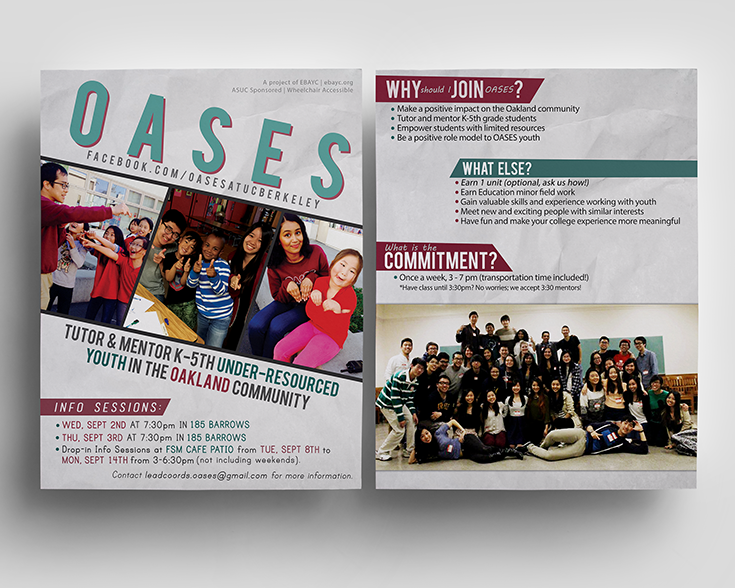 A project of EBAYC | ebayc.org
ASUC Sponsored | Wheelchair Accessible
OASES
FACEBOOK.COM/OASESATUCBERKELEY
TUTOR & MENTOR K-5TH UNDER-RESOURCED
YOUTH IN THE OAKLAND COMMUNITY
INFO SESSIONS:
• WED, SEPT 2ND AT 7:30pm IN 185 BARROWS
• THU, SEPT 3RD AT 7:30pm IN 185 BARROWS
• Drop-in Info Sessions at FSM CAFE PATIO from TUE, SEPT 8TH to
MON, SEPT 14TH from 3-6:30pm (not including weekends).
Contact leadcoords.oases@gmail.com for more information.
WHY should I JOIN OASES?
• Make a positive impact on the Oakland community
• Tutor and mentor K-5th grade students
• Empower students with limited resources
• Be a positive role model to OASES youth
WHAT ELSE?
• Earn 1 unit (optional, ask us how!)
• Earn Education minor field work
• Gain valuable skills and experience working with youth
• Meet new and exciting people with similar interests
• Have fun and make your college experience more meaningful
What is the
COMMITMENT?
• Once a week, 3 - 7 pm (transportation time included!)
*Have class until 3:30pm? No worries; we accept 3:30 mentors!